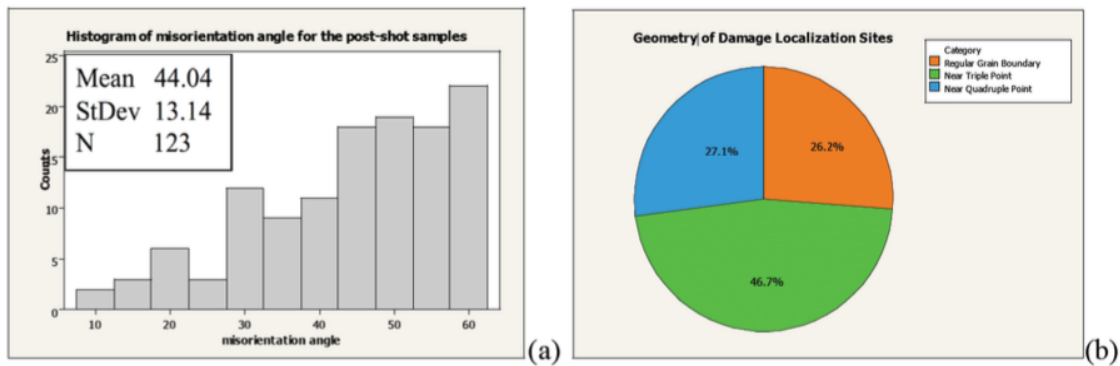 Histogram of misorientation angle for the post-shot samples
Mean 44.04
StDev 13.14
N 123
25
20
15
10
5
0
Counts
10 20 30 40 50 60
misorientation angle
(a)
Geometry of Damage Localization Sites
Category
Regular Grain Boundary
Near Triple Point
Near Quadruple Point
27.1%
26.2%
46.7%
(b)